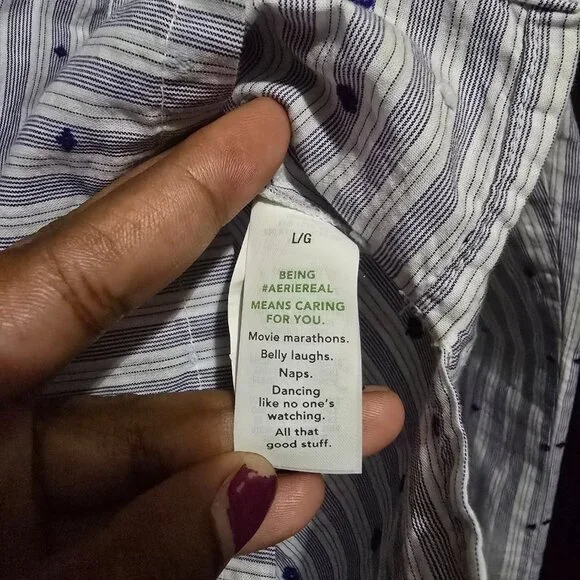 L/G
BEING
#AERIEREAL
MEANS CARING
FOR YOU.
Movie marathons.
Belly laughs.
Naps.
Dancing
like no one's
watching.
All that
good stuff.